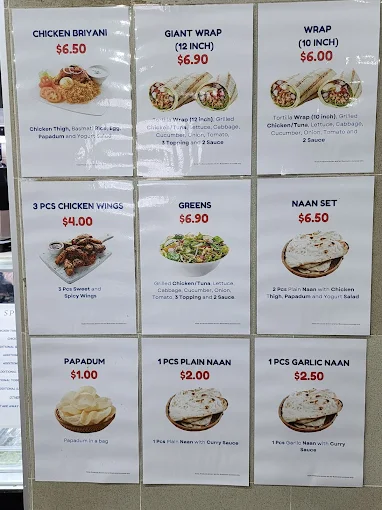 CHICKEN BRIYANI
$6.50
Chicken Thigh, Basmati Rice, Egg,
Papadum and Yogurt
GIANT WRAP
(12 INCH)
$6.90
Tortilla Wrap (12 inch), Grilled
Chicken/Tuna, Lettuce, Cabbage,
Cucumber, Onion, Tomato,
3 Topping and 2 Sauce
WRAP
(10 INCH)
$6.00
Tortilla Wrap (10 inch), Grilled
Chicken/Tuna, Lettuce, Cabbage,
Cucumber, Onion, Tomato and
2 Sauce
3 PCS CHICKEN WINGS
$4.00
3 Pcs Sweet and
Spicy Wings
GREENS
$6.90
Grilled Chicken/Tuna, Lettuce,
Cabbage, Cucumber, Onion,
Tomato, 3 Topping and 2 Sauce
NAAN SET
$6.50
2 Pcs Plain Naan with Chicken
Thigh, Papadum and Yogurt Salad
PAPADUM
$1.00
Papadum in a bag
1 PCS PLAIN NAAN
$2.00
1 Pcs Plain Naan with Curry Sauce
1 PCS GARLIC NAAN
$2.50
1 Pcs Garlic Naan with Curry
Sauce